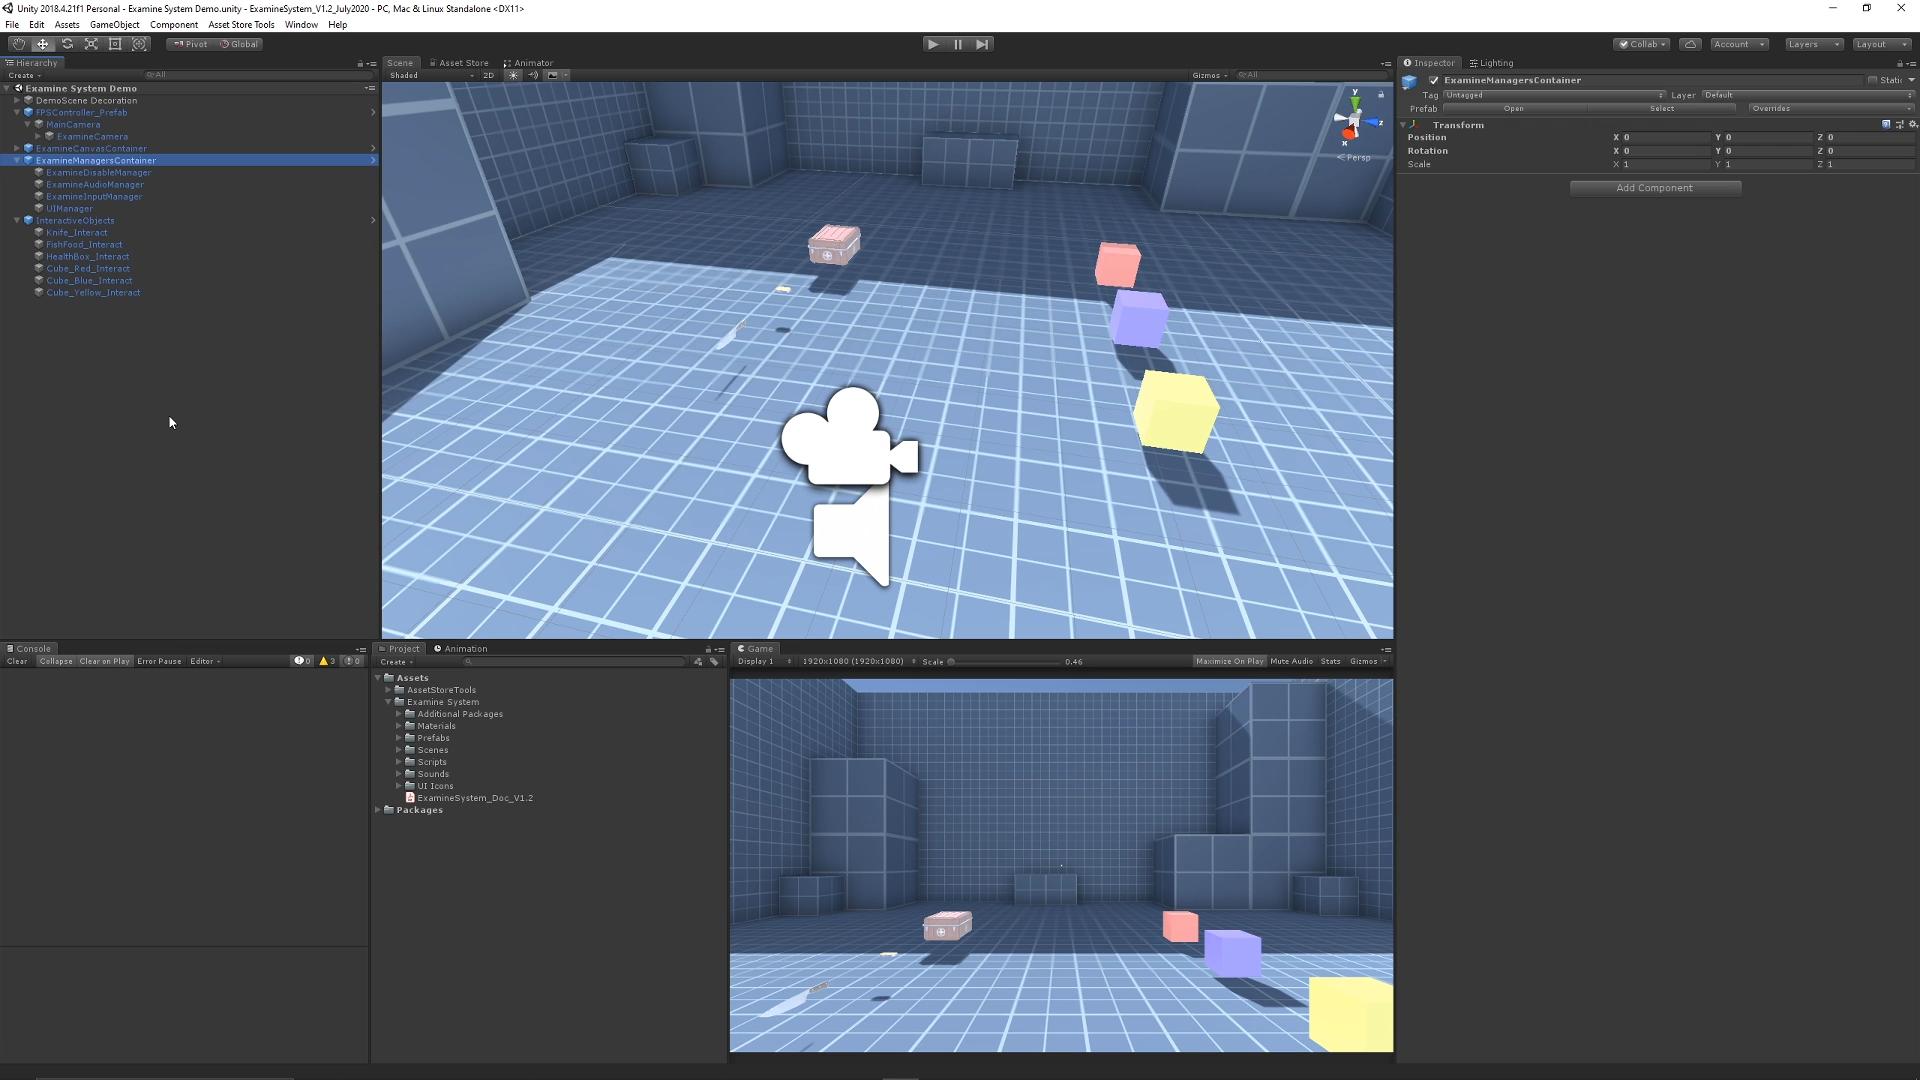 Unity 2018.4.21f1 Personal - Examine System Demo.unity - ExamineSystem_V1.2_July2020 - PC, Mac & Linux Standalone <DX11>
File Edit Assets GameObject Component Asset Store Tools Window Help
Pivot Global Collab Account Layers Layout
Hierarchy
Create All
Examine System Demo
DemoScene Decoration
FPSController_Prefab
MainCamera
ExamineCamera
ExamineCanvasContainer
ExamineManagersContainer
ExamineDisableManager
ExamineAudioManager
ExamineInputManager
UIManager
InteractiveObjects
Knife_Interact
FishFood_Interact
HealthBox_Interact
Cube_Red_Interact
Cube_Blue_Interact
Cube_Yellow_Interact
Scene Asset Store Animator
Shaded 2D Gizmos All
y
z
x
Persp
Inspector Lighting
ExamineManagersContainer Static
Tag Untagged Layer Default
Prefab Open Select Overrides
Transform
Position X 0 Y 0 Z 0
Rotation X 0 Y 0 Z 0
Scale X 1 Y 1 Z 1
Add Component
Console
Clear Collapse Clear on Play Error Pause Editor 0 3 0
Project Animation
Create
Assets
AssetStoreTools
Examine System
Additional Packages
Materials
Prefabs
Scenes
Scripts
Sounds
UI Icons
ExamineSystem_Doc_V1.2
Packages
Game
Display 1 1920x1080 (1920x1080) Scale 0.46 Maximize On Play Mute Audio Stats Gizmos